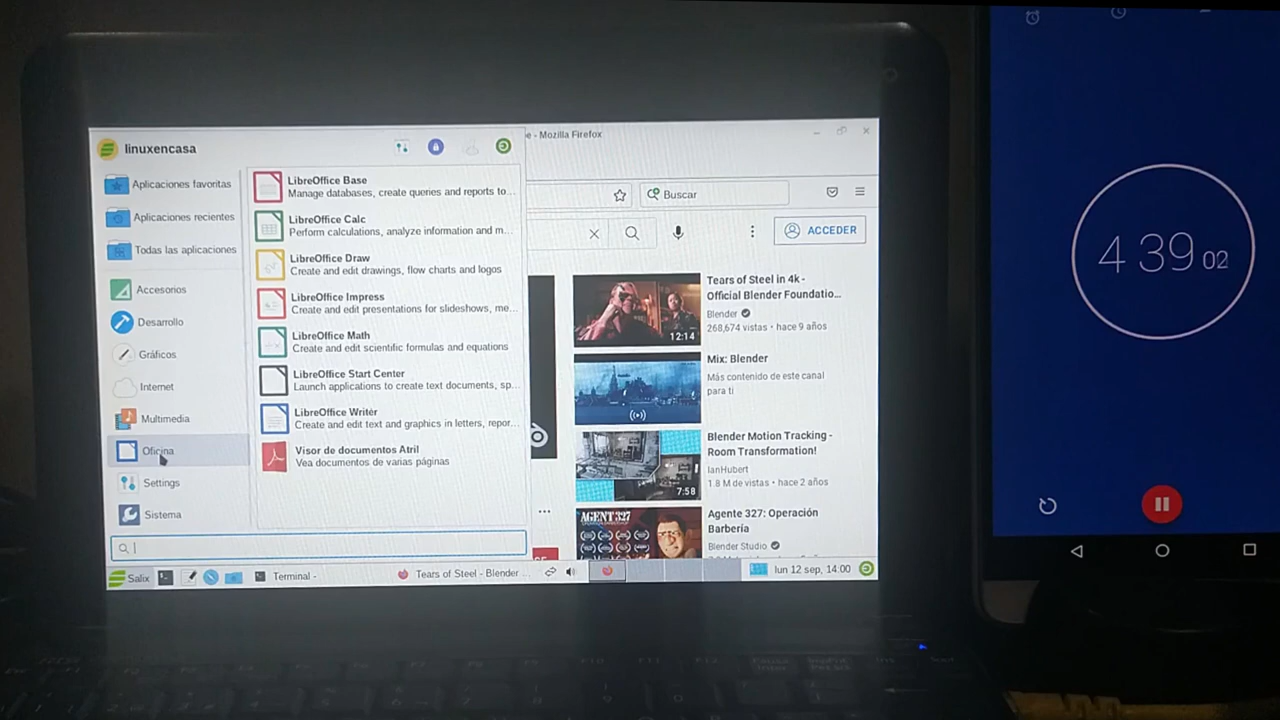 linuxencasa
Aplicaciones favoritas
Aplicaciones recientes
Todas las aplicaciones
Accesorios
Desarrollo
Gráficos
Internet
Multimedia
Oficina
Settings
Sistema
LibreOffice Base
Manage databases, create queries and reports to...
LibreOffice Calc
Perform calculations, analyze information and m...
LibreOffice Draw
Create and edit drawings, flow charts and logos
LibreOffice Impress
Create and edit presentations for slideshows, me...
LibreOffice Math
Create and edit scientific formulas and equations
LibreOffice Start Center
Launch applications to create text documents, sp...
LibreOffice Writer
Create and edit text and graphics in letters, repor...
Visor de documentos Atril
Vea documentos de varias páginas
e - Mozilla Firefox
Buscar
ACCEDER
Tears of Steel in 4k -
Official Blender Foundatio...
Blender
268,674 vistas • hace 9 años
12:14
Mix: Blender
Más contenido de este canal
para ti
Blender Motion Tracking -
Room Transformation!
IanHubert
1.8 M de vistas • hace 2 años
7:58
AGENT 327
Agente 327: Operación
Barbería
Blender Studio
Salix
Terminal -
Tears of Steel - Blender ...
lun 12 sep, 14:00
4 39 02